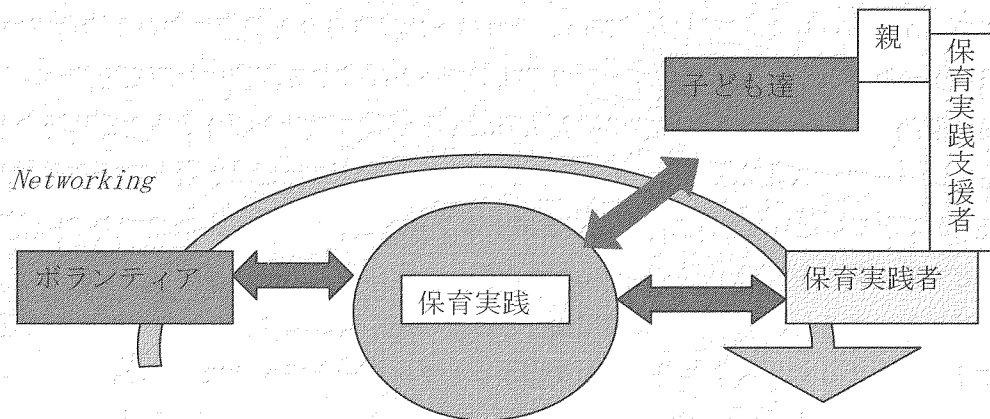 親
子ども達
保育実践支援者
Networking
ボランティア
保育実践
保育実践者